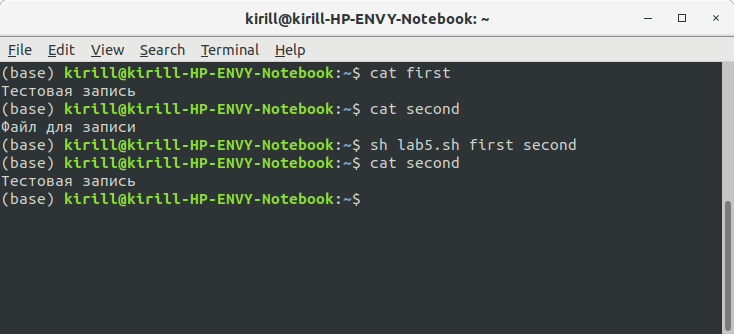 kirill@kirill-HP-ENVY-Notebook: ~
File Edit View Search Terminal Help
(base) kirill@kirill-HP-ENVY-Notebook:~$ cat first
Тестовая запись
(base) kirill@kirill-HP-ENVY-Notebook:~$ cat second
Файл для записи
(base) kirill@kirill-HP-ENVY-Notebook:~$ sh lab5.sh first second
(base) kirill@kirill-HP-ENVY-Notebook:~$ cat second
Тестовая запись
(base) kirill@kirill-HP-ENVY-Notebook:~$